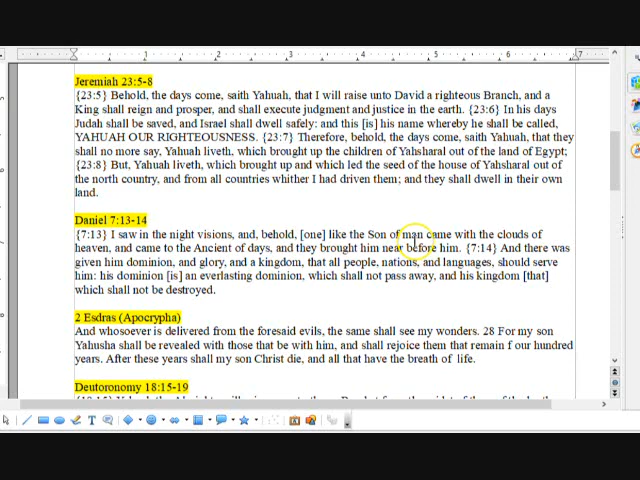 Jeremiah 23:5-8
{23:5} Behold, the days come, saith Yahuah, that I will raise unto David a righteous Branch, and a
King shall reign and prosper, and shall execute judgment and justice in the earth. {23:6} In his days
Judah shall be saved, and Israel shall dwell safely: and this [is] his name whereby he shall be called,
YAHUAH OUR RIGHTEOUSNESS. {23:7} Therefore, behold, the days come, saith Yahuah, that they
shall no more say, Yahuah liveth, which brought up the children of Yahsharal out of the land of Egypt;
{23:8} But, Yahuah liveth, which brought up and which led the seed of the house of Yahsharal out of
the north country, and from all countries whither I had driven them; and they shall dwell in their own
land.
Daniel 7:13-14
{7:13} I saw in the night visions, and, behold, [one] like the Son of man came with the clouds of
heaven, and came to the Ancient of days, and they brought him near before him. {7:14} And there was
given him dominion, and glory, and a kingdom, that all people, nations, and languages, should serve
him: his dominion [is] an everlasting dominion, which shall not pass away, and his kingdom [that]
which shall not be destroyed.
2 Esdras (Apocrypha)
And whosoever is delivered from the foresaid evils, the same shall see my wonders. 28 For my son
Yahusha shall be revealed with those that be with him, and shall rejoice them that remain f our hundred
years. After these years shall my son Christ die, and all that have the breath of life.
Deutoronomy 18:15-19